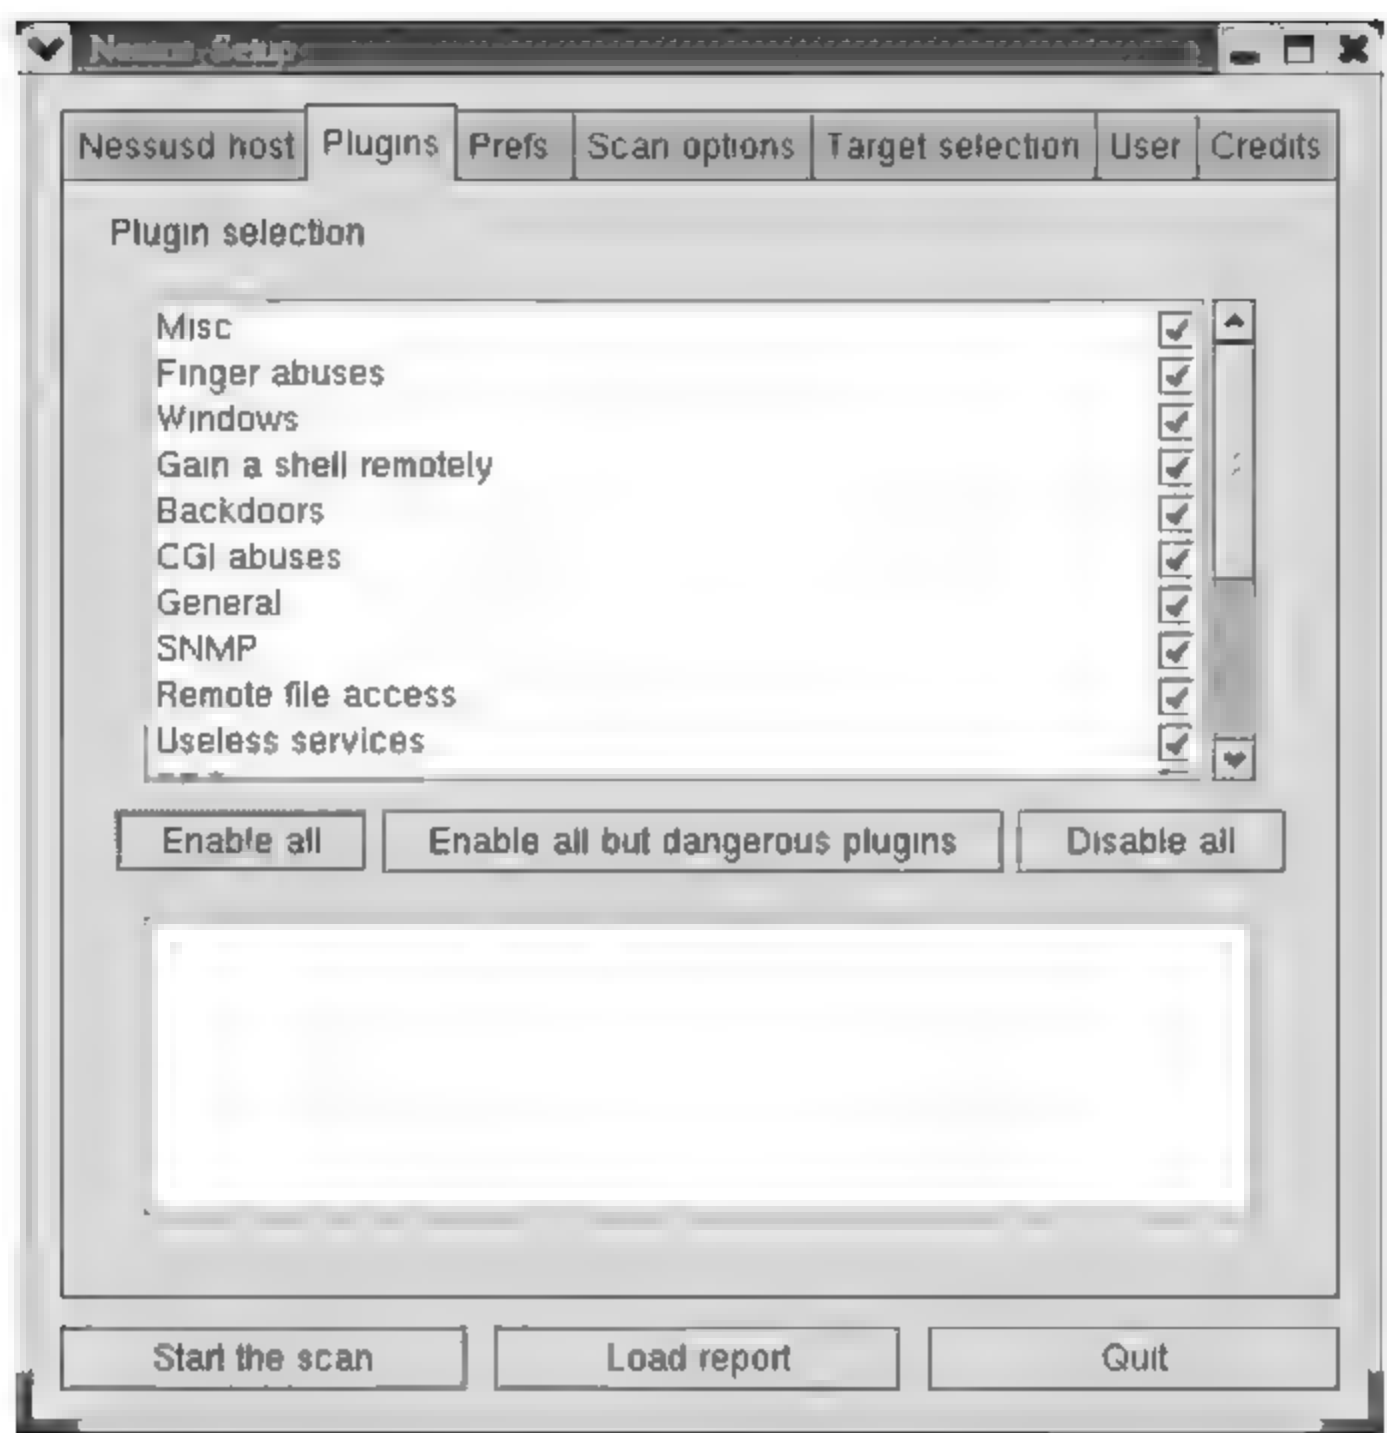 Nessus Setup
Nessusd host Plugins Prefs Scan options Target selection User Credits
Plugin selection
Misc
Finger abuses
Windows
Gain a shell remotely
Backdoors
CGI abuses
General
SNMP
Remote file access
Useless services
Enable all Enable all but dangerous plugins Disable all
Start the scan Load report Quit